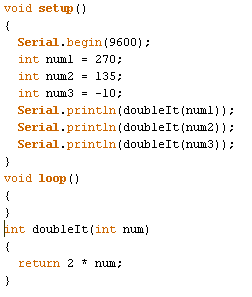 void setup()
{
  Serial.begin(9600);
  int num1 = 270;
  int num2 = 135;
  int num3 = -10;
  Serial.println(doubleIt(num1));
  Serial.println(doubleIt(num2));
  Serial.println(doubleIt(num3));
}
void loop()
{
}
int doubleIt(int num)
{
  return 2 * num;
}